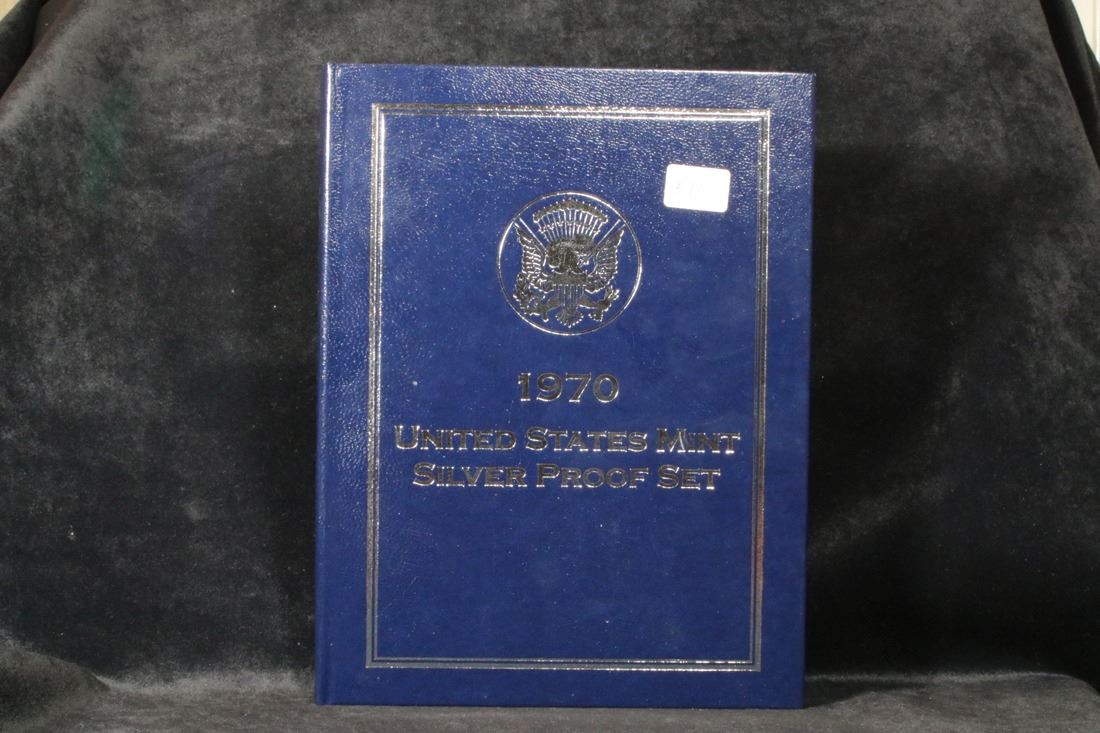 1970
UNITED STATES MINT
SILVER PROOF SET